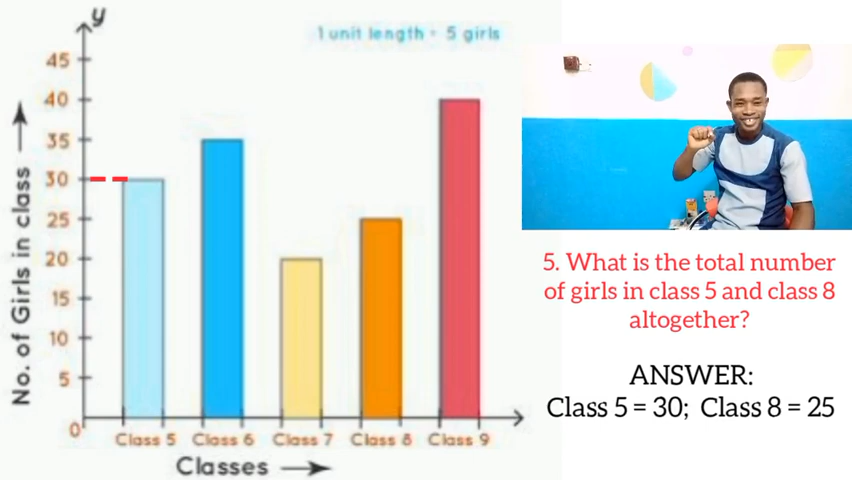 y
1 unit length = 5 girls
45
40
35
30
25
20
15
10
5
0
No. of Girls in class
Class 5 Class 6 Class 7 Class 8 Class 9
Classes
5. What is the total number
of girls in class 5 and class 8
altogether?
ANSWER:
Class 5 = 30; Class 8 = 25